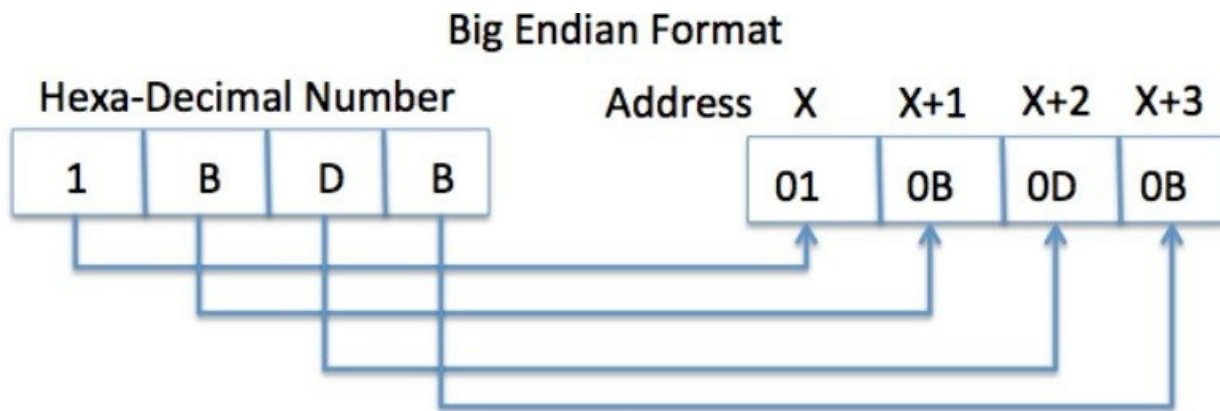 Big Endian Format
Hexa-Decimal Number Address X X+1 X+2 X+3
1 B D B 01 0B 0D 0B